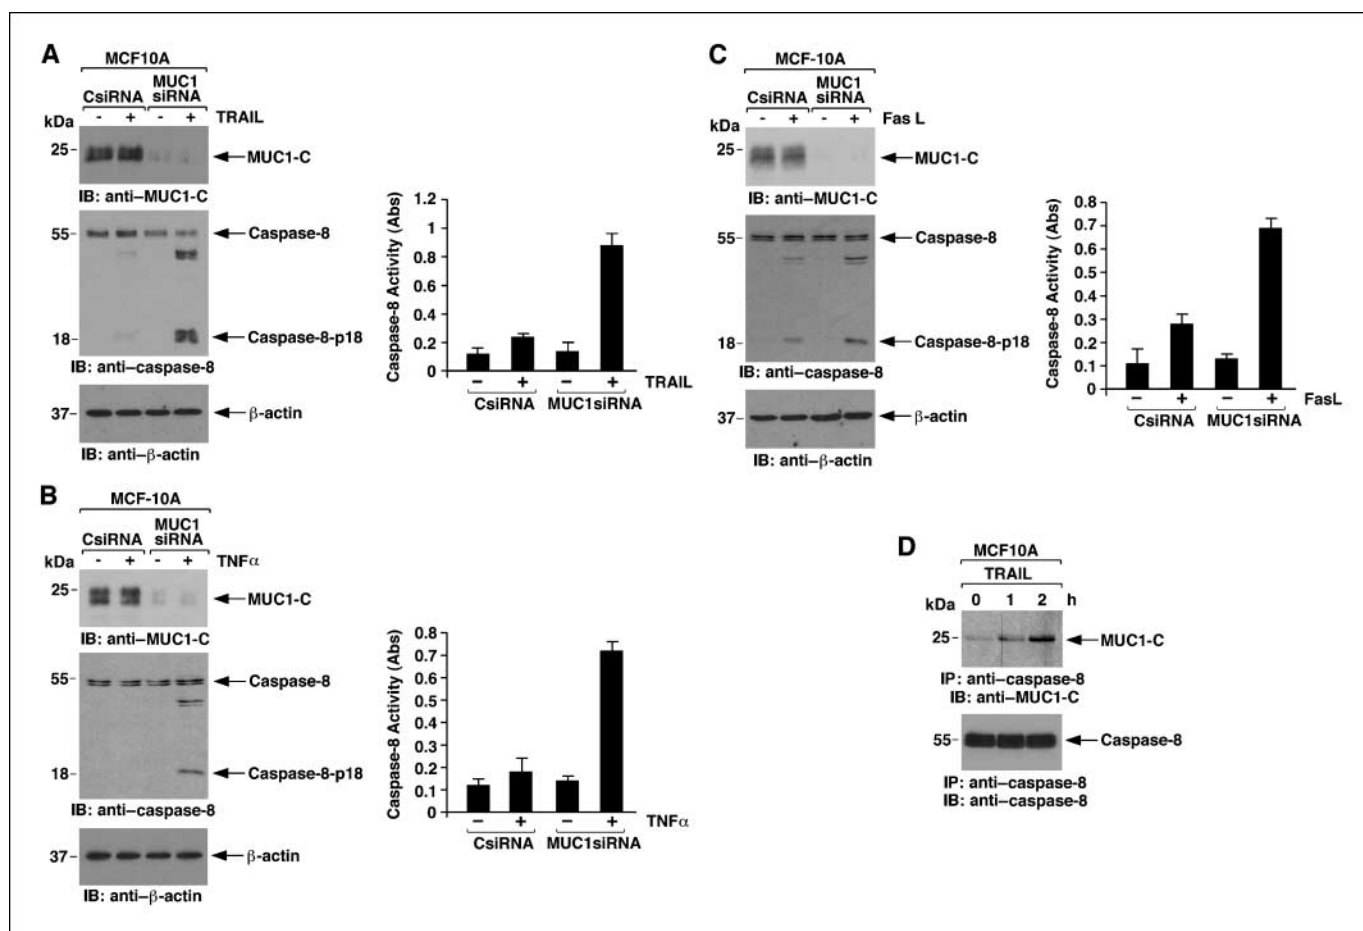 A
MCF10A
CsiRNA
MUC1
siRNA
kDa
- + - + TRAIL
25
MUC1-C
IB: anti–MUC1-C
55
Caspase-8
18
Caspase-8-p18
IB: anti-caspase-8
37
β-actin
IB: anti–β-actin
Caspase-8 Activity (Abs)
1.2
1
0.8
0.6
0.4
0.2
0
– + – + TRAIL
CsiRNA MUC1siRNA
B
MCF-10A
CsiRNA
MUC1
siRNA
kDa
- + - + TNFα
25
MUC1-C
IB: anti–MUC1-C
55
Caspase-8
18
Caspase-8-p18
IB: anti-caspase-8
37
β-actin
IB: anti–β-actin
Caspase-8 Activity (Abs)
0.8
0.7
0.6
0.5
0.4
0.3
0.2
0.1
0
– + – + TNFα
CsiRNA MUC1siRNA
C
MCF-10A
CsiRNA
MUC1
siRNA
kDa
- + - + Fas L
25
MUC1-C
IB: anti–MUC1-C
55
Caspase-8
18
Caspase-8-p18
IB: anti–caspase-8
37
β-actin
IB: anti–β-actin
Caspase-8 Activity (Abs)
0.8
0.7
0.6
0.5
0.4
0.3
0.2
0.1
0
– + – + FasL
CsiRNA MUC1siRNA
D
MCF10A
TRAIL
kDa 0 1 2 h
25
MUC1-C
IP: anti–caspase-8
IB: anti-MUC1-C
55
Caspase-8
IP: anti–caspase-8
IB: anti-caspase-8